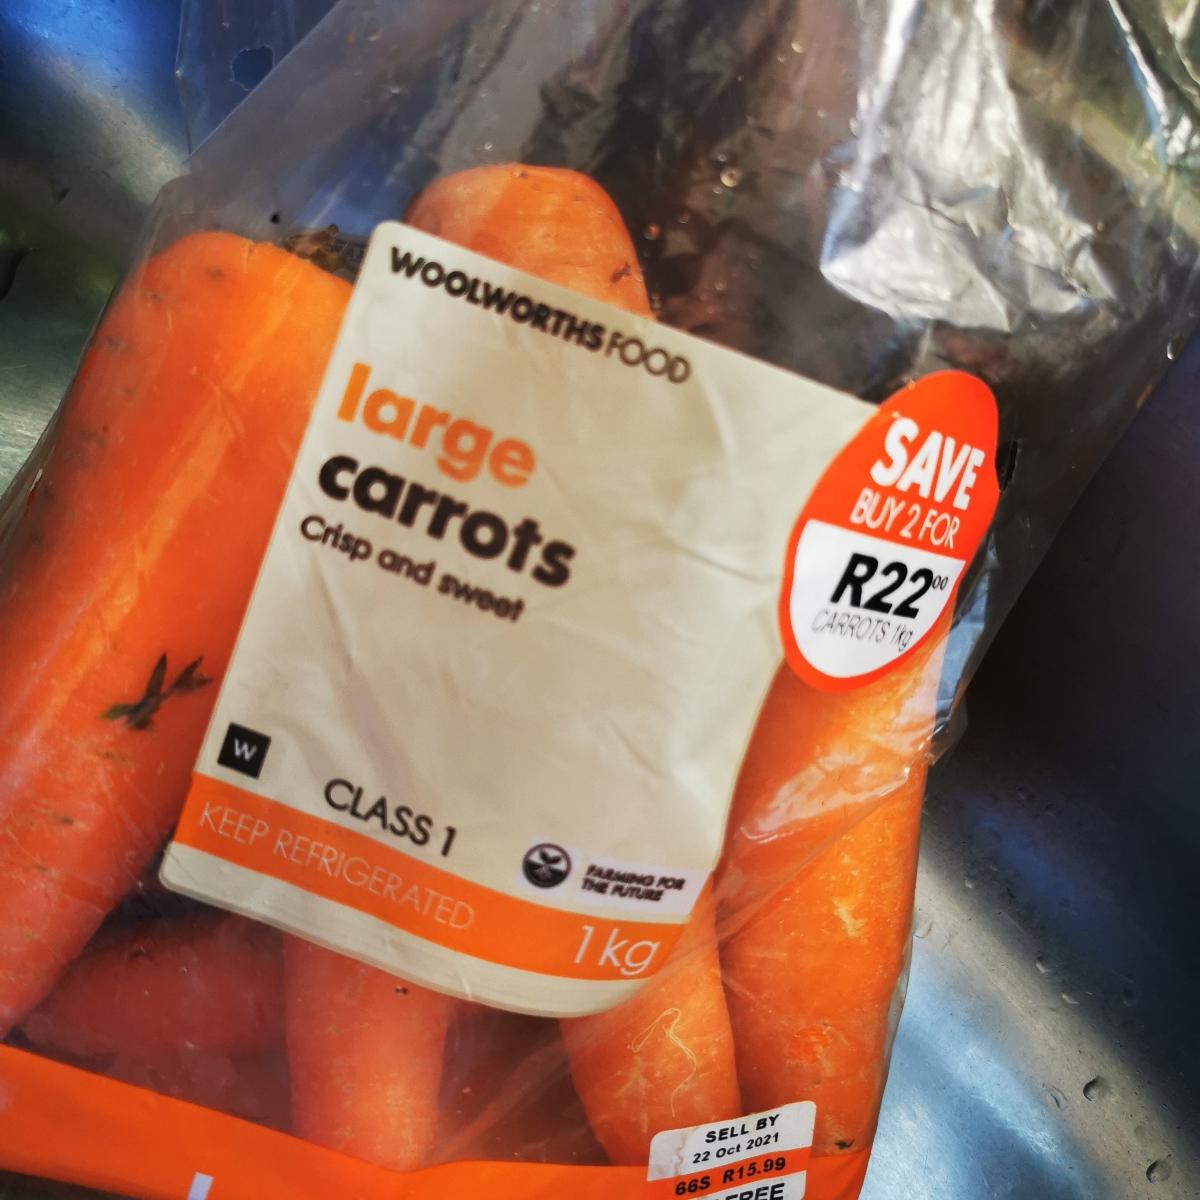 WOOLWORTHS FOOD
large
carrots
Crisp and sweet
SAVE
BUY 2 FOR
R22 00
CARROTS 1kg
W
CLASS 1
KEEP REFRIGERATED
FARMING FOR
THE FUTURE
1kg
SELL BY
22 Oct 2021
66S R15.99
FREE